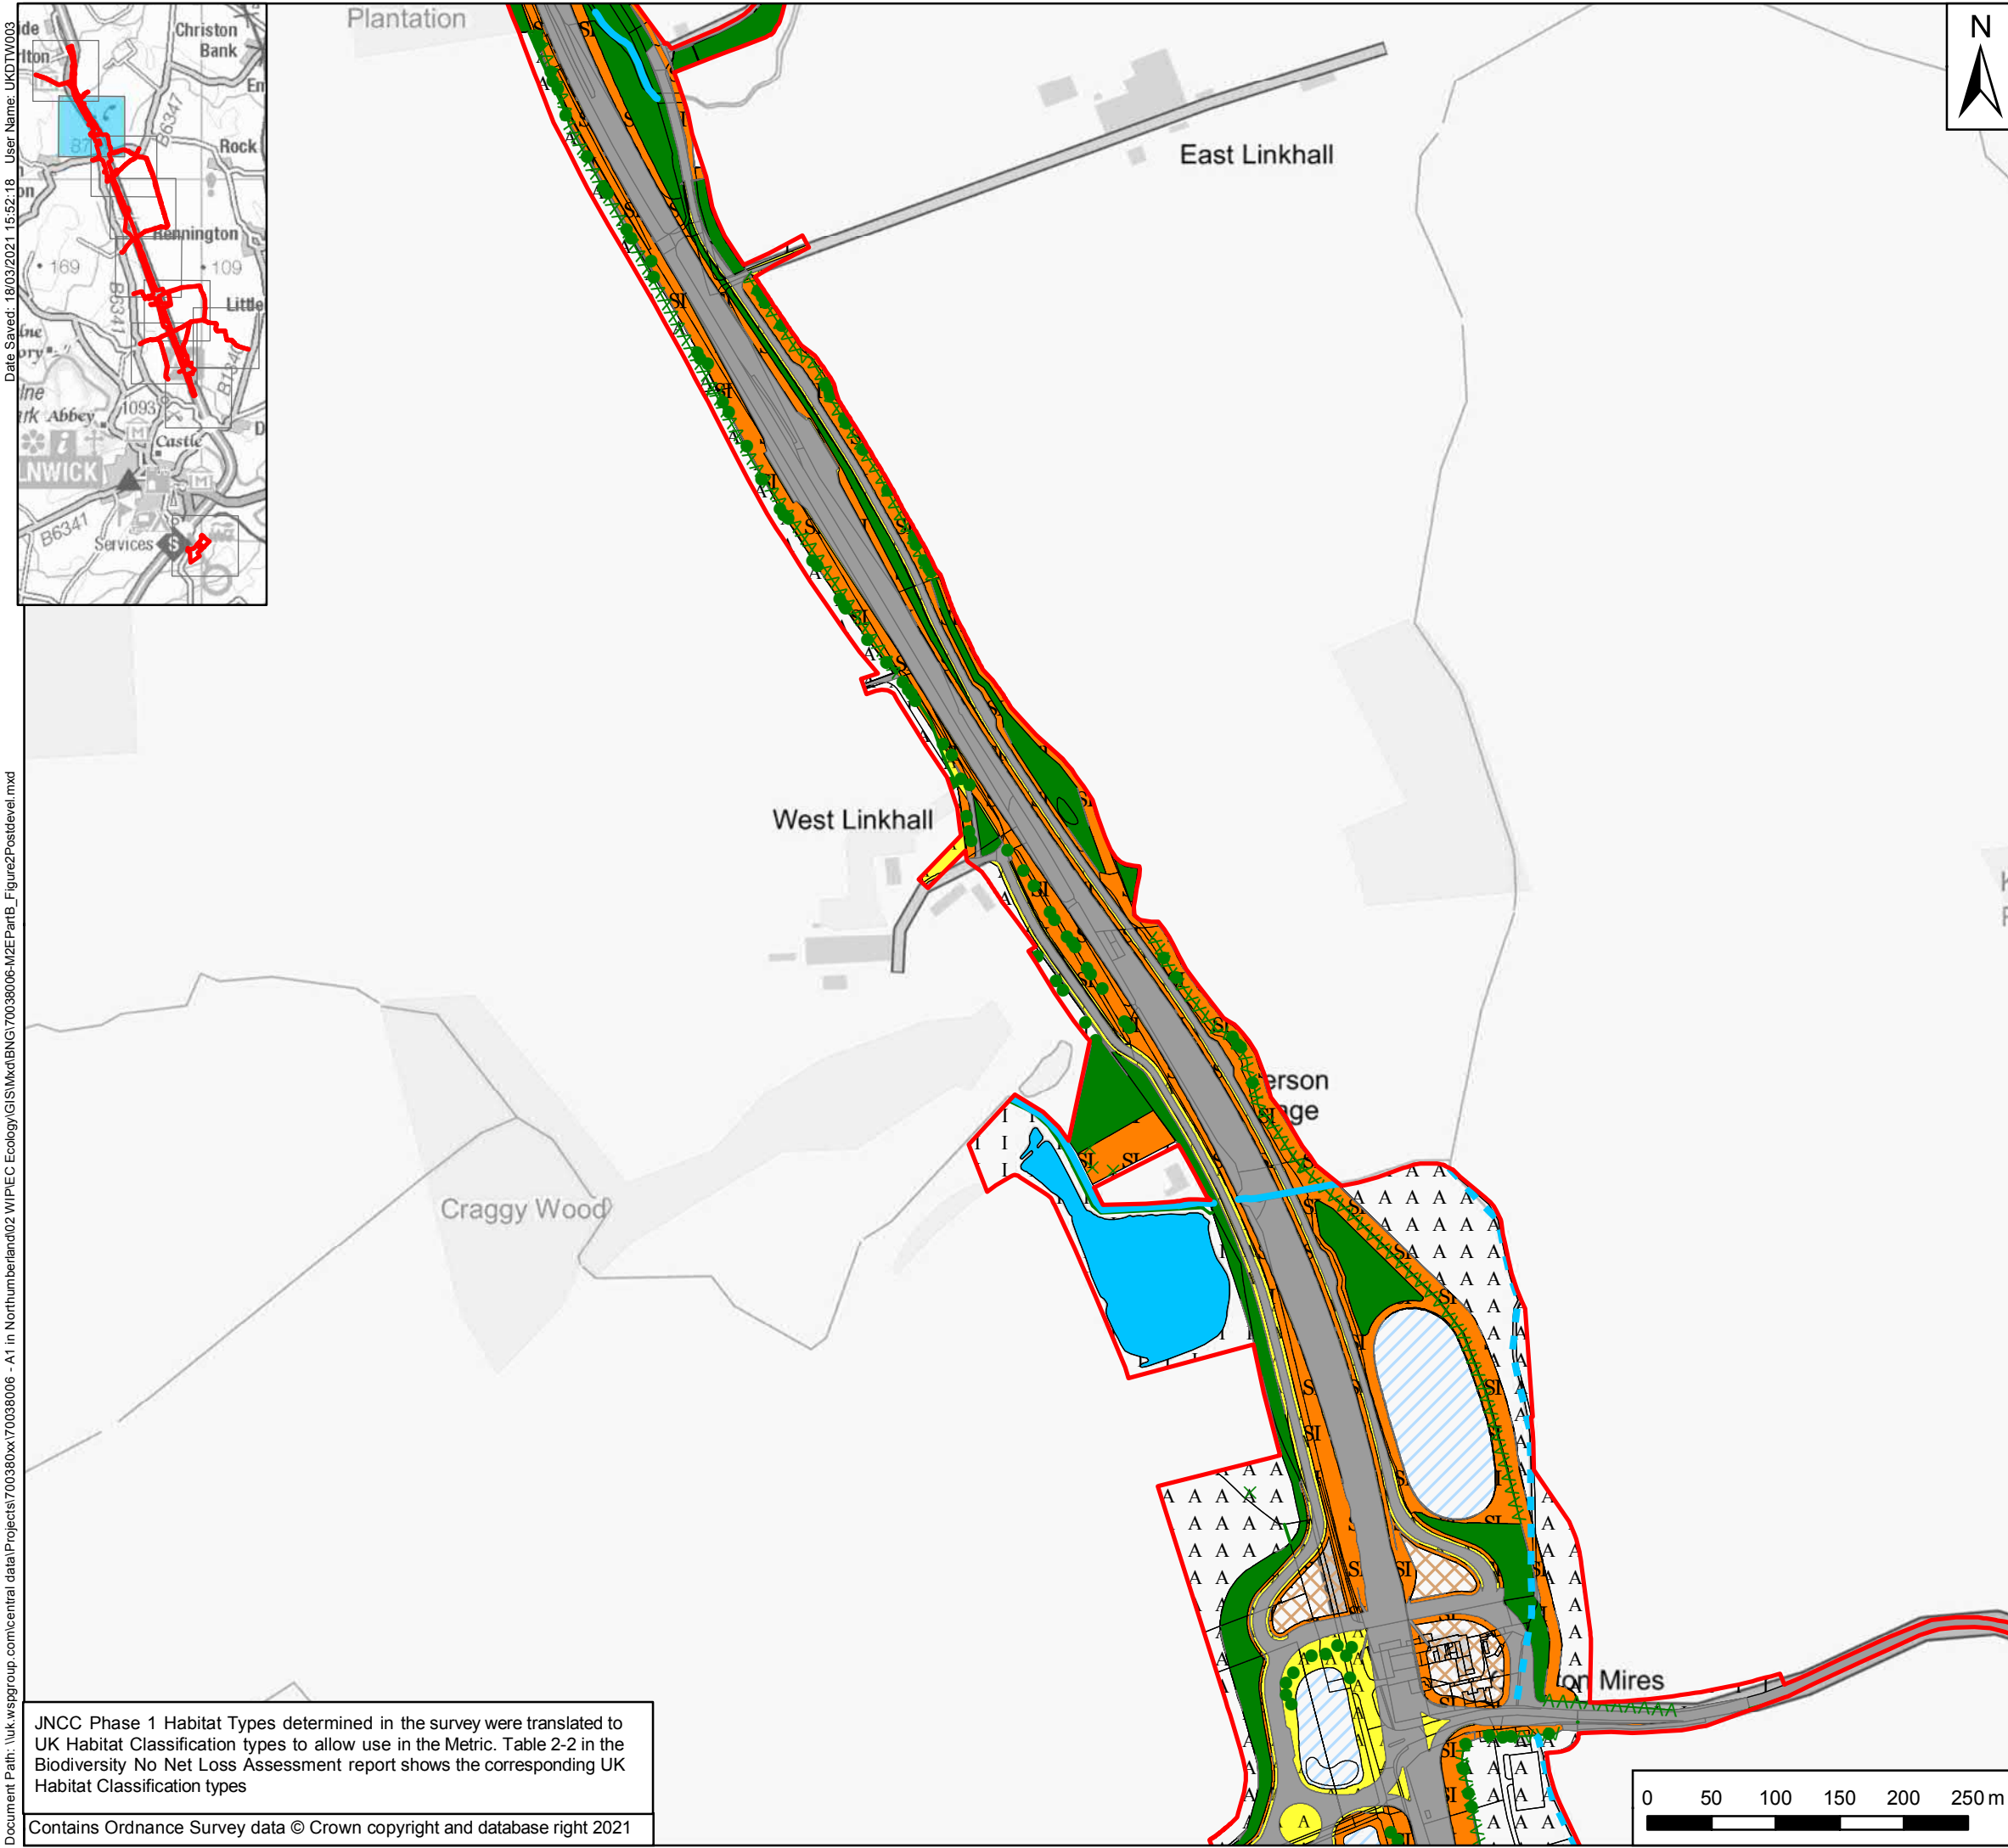 Date Saved: 18/03/2021 15:52:18 User Name: UKDTW003
Document Path: \\uk.wspgroup.com\central data\Projects\700380xx\70038006 - A1 in Northumberland\02 WIP\EC Ecology\GIS\Mxd\BNG\70038006-M2EPartB_Figure2Postdevel.mxd
Christon
Bank
B6347
Rock
Rennington
169
109
B6341
Little
Abbey
1093
Castle
LNWICK
B6341
Services
Plantation
N
East Linkhall
West Linkhall
Craggy Wood
on Mires
JNCC Phase 1 Habitat Types determined in the survey were translated to
UK Habitat Classification types to allow use in the Metric. Table 2-2 in the
Biodiversity No Net Loss Assessment report shows the corresponding UK
Habitat Classification types
Contains Ordnance Survey data © Crown copyright and database right 2021
0 50 100 150 200 250 m